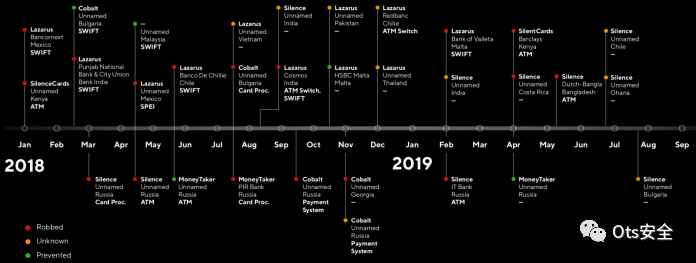 Lazarus
Bancornext
Mexico
SWIFT
SilenceCards
Unnamed
Kenya
ATM
Cobalt
Unnamed
Bulgaria
SWIFT
Lazarus
Punjab National
Bank & City Union
Bank India
SWIFT
—
Unnamed
Malaysia
SWIFT
Lazarus
Unnamed
Mexico
SPEI
Lazarus
Banco De Chillie
Chile
SWIFT
Lazarus
Unnamed
Vietnam
—
Cobalt
Unnamed
Bulgaria
Card Proc.
Silence
Unnamed
India
—
Lazarus
Cosmos
India
ATM Switch,
SWIFT
Lazarus
Unnamed
Pakistan
—
Lazarus
HSBC Malta
Malta
—
Lazarus
Redbanc
Chilie
ATM Switch
Lazarus
Unnamed
Thailand
—
Lazarus
Bank of Valleta
Malta
SWIFT
Silence
Unnamed
India
—
SilentCards
Barclays
Kenya
ATM
Silence
Unnamed
Costa Rica
—
Silence
Dutch-Bangla
Bangladesh
ATM
Silence
Unnamed
Chile
—
Silence
Unnamed
Ghana
—
Jan Feb Mar Apr May Jun Jul Aug Sep Oct Nov Dec Jan Feb Mar Apr May Jun Jul Aug Sep
2018
2019
Silence
Unnamed
Russia
Card Proc.
Silence
Unnamed
Russia
ATM
MoneyTaker
Unnamed
Russia
ATM
MoneyTaker
PIR Bank
Russia
Card Proc.
Cobalt
Unnamed
Russia
Payment
System
Cobalt
Unnamed
Georgia
—
Cobalt
Unnamed
Russia
Payment
System
Silence
IT Bank
Russia
ATM
MoneyTaker
Unnamed
Russia
—
Silence
Unnamed
Bulgaria
—
Robbed
Unknown
Prevented
Ots安全